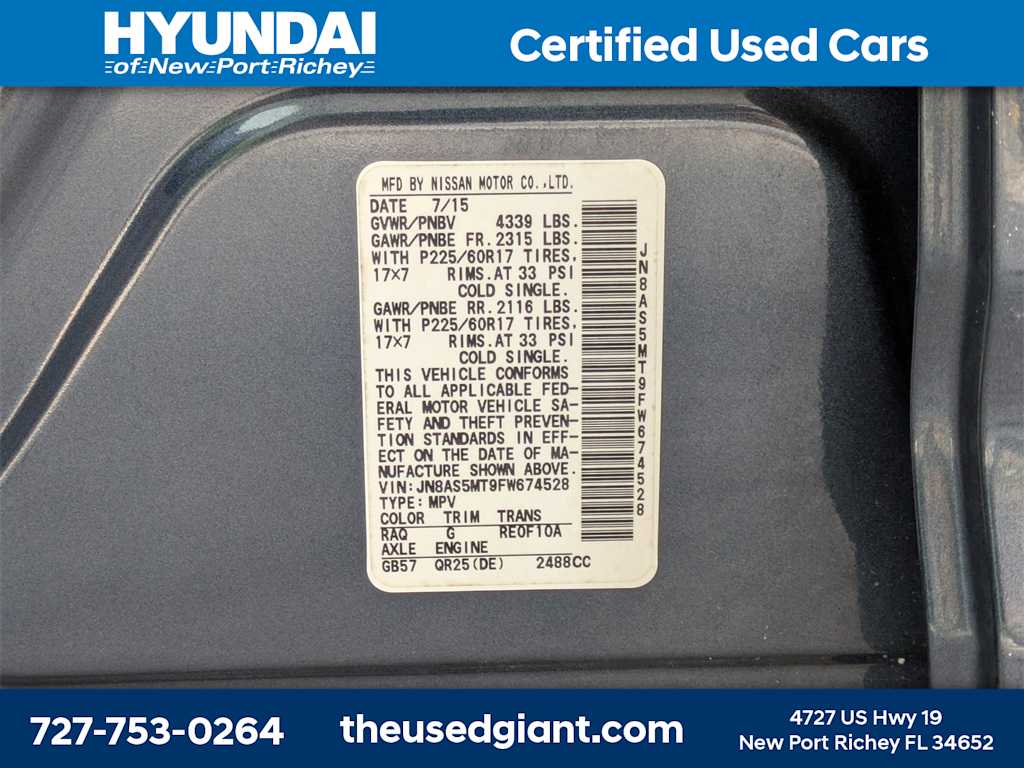 HYUNDAI
of New Port Richey
Certified Used Cars
MFD BY NISSAN MOTOR CO.,LTD.
DATE 7/15
GVWR/PNBV 4339 LBS.
GAWR/PNBE FR. 2315 LBS.
WITH P225/60R17 TIRES,
17×7 RIMS. AT 33 PSI
COLD SINGLE.
GAWR/PNBE RR. 2116 LBS.
WITH P225/60R17 TIRES,
17×7 RIMS. AT 33 PSI
COLD SINGLE.
THIS VEHICLE CONFORMS
TO ALL APPLICABLE FED-
ERAL MOTOR VEHICLE SA-
FETY AND THEFT PREVEN-
TION STANDARDS IN EFF-
ECT ON THE DATE OF MA-
NUFACTURE SHOWN ABOVE.
VIN:JN8AS5MT9FW674528
TYPE:MPV
COLOR TRIM TRANS
RAQ G RE0F10A
AXLE ENGINE
GB57 QR25(DE) 2488CC
JN8AS5MT9FW674528
727-753-0264
theusedgiant.com
4727 US Hwy 19
New Port Richey FL 34652